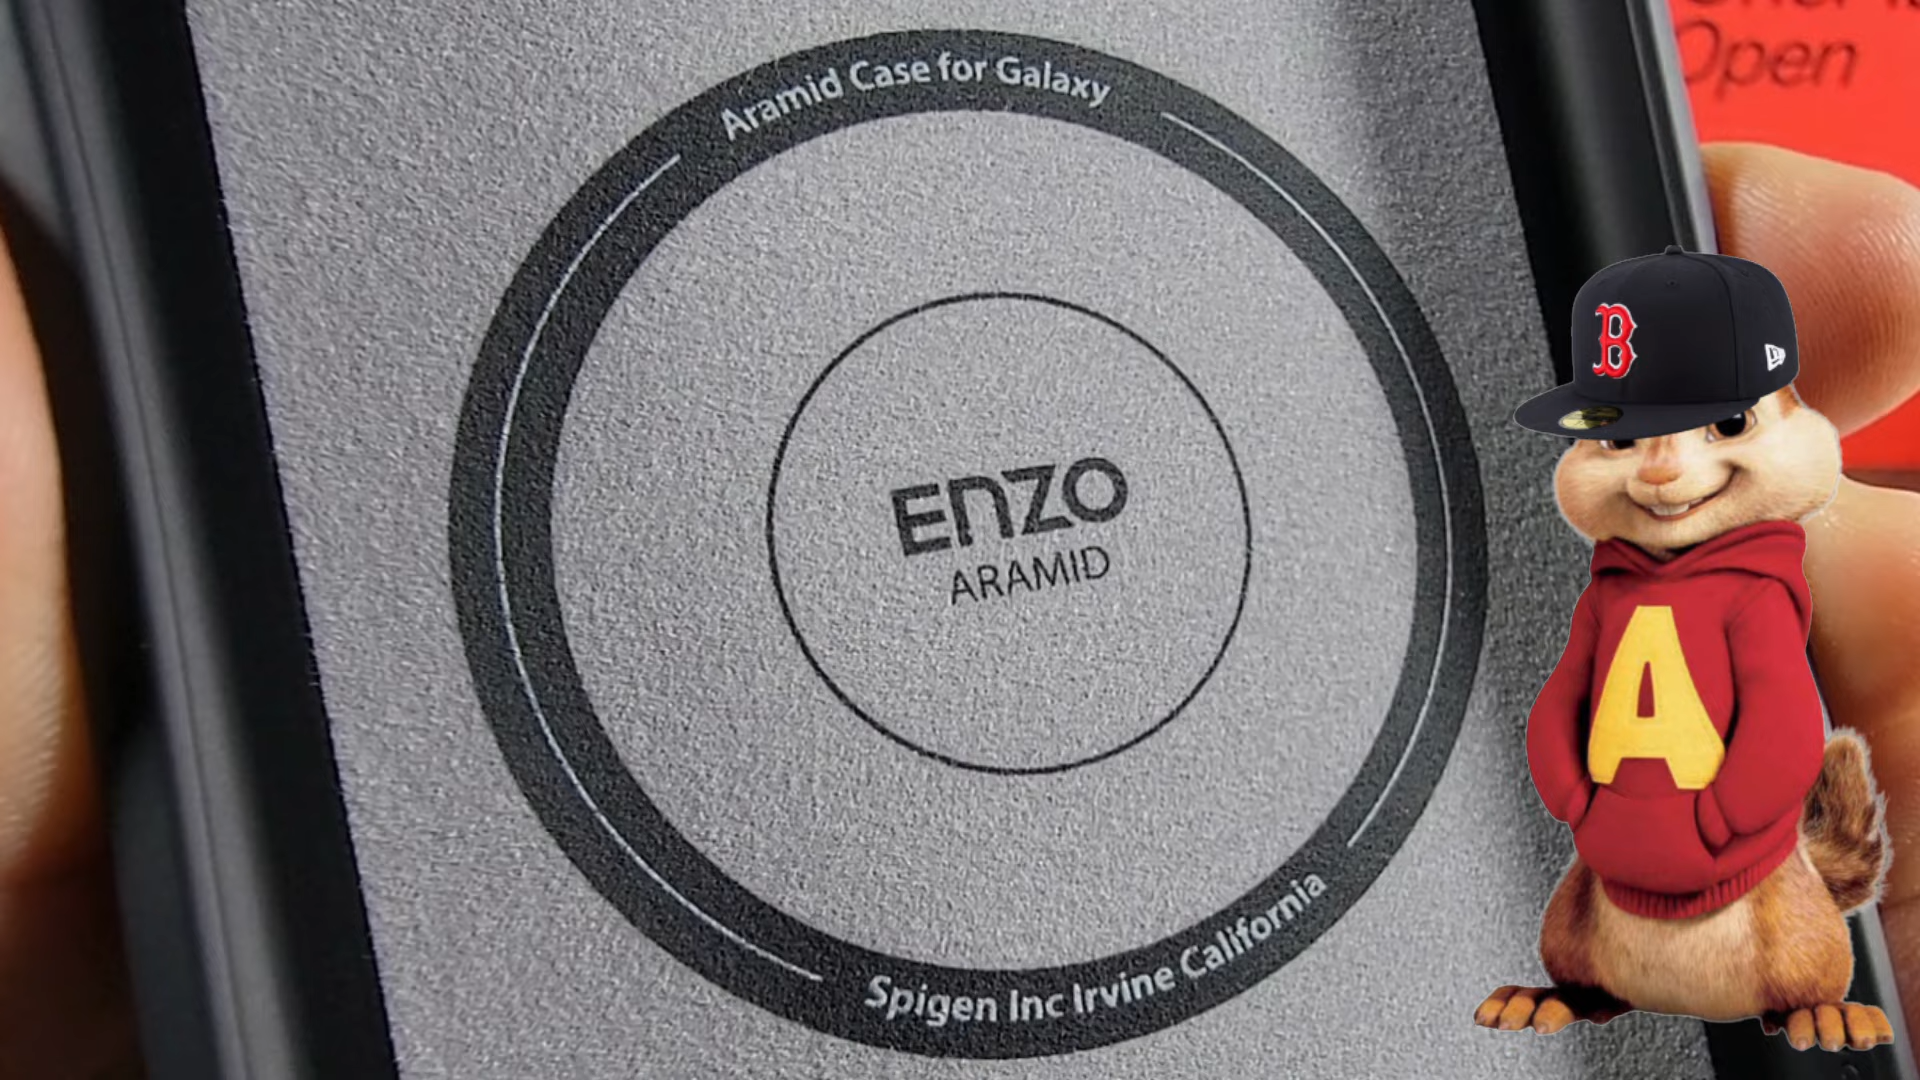 Aramid Case for Galaxy
Open
B
ENZO
ARAMID
A
Spigen Inc Irvine California